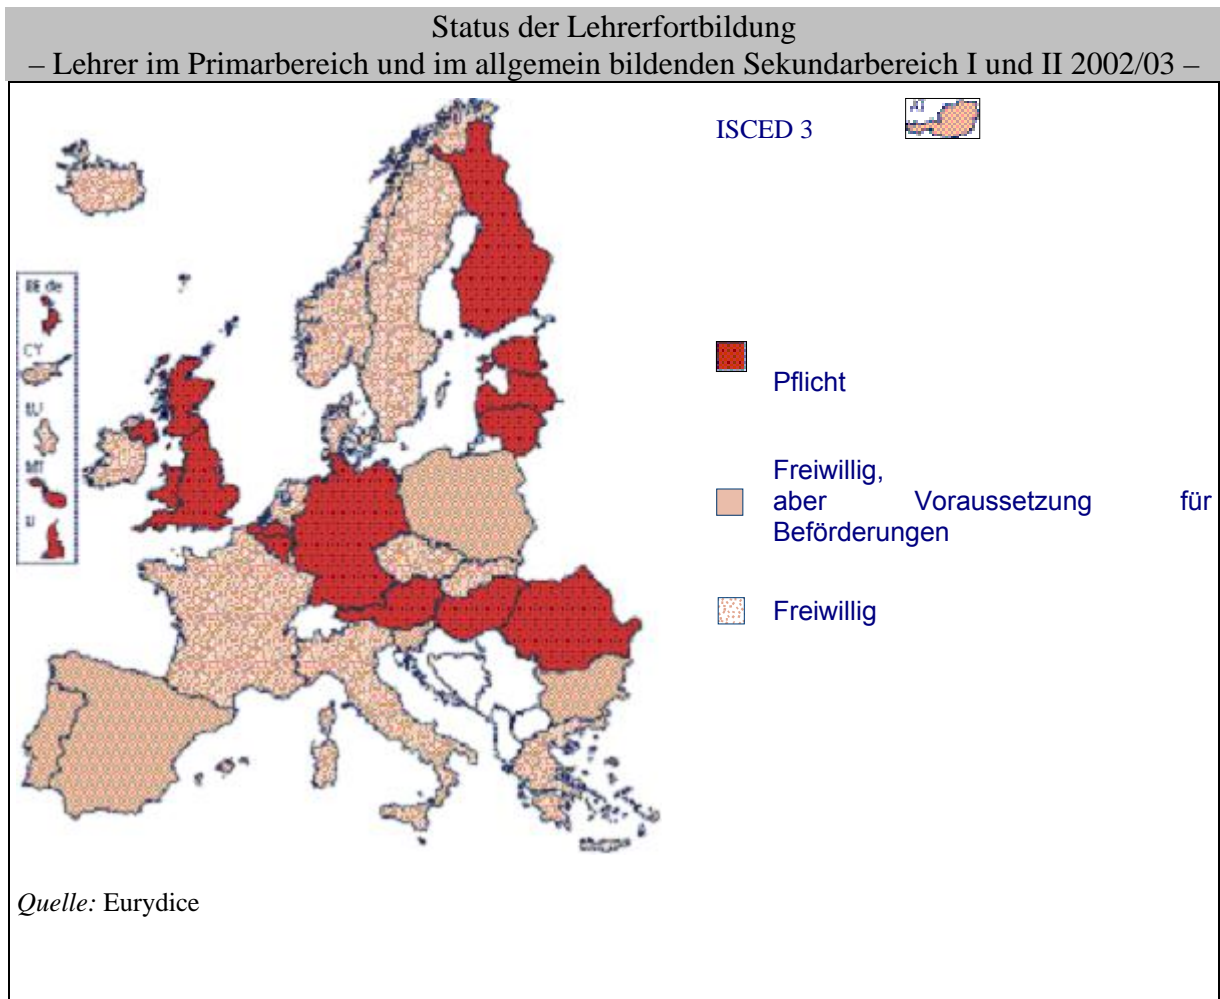 Status der Lehrerfortbildung
– Lehrer im Primarbereich und im allgemein bildenden Sekundarbereich I und II 2002/03 –
ISCED 3
AT
BE de
CY
LU
MT
LI
Pflicht
Freiwillig,
aber Voraussetzung für
Beförderungen
Freiwillig
Quelle: Eurydice